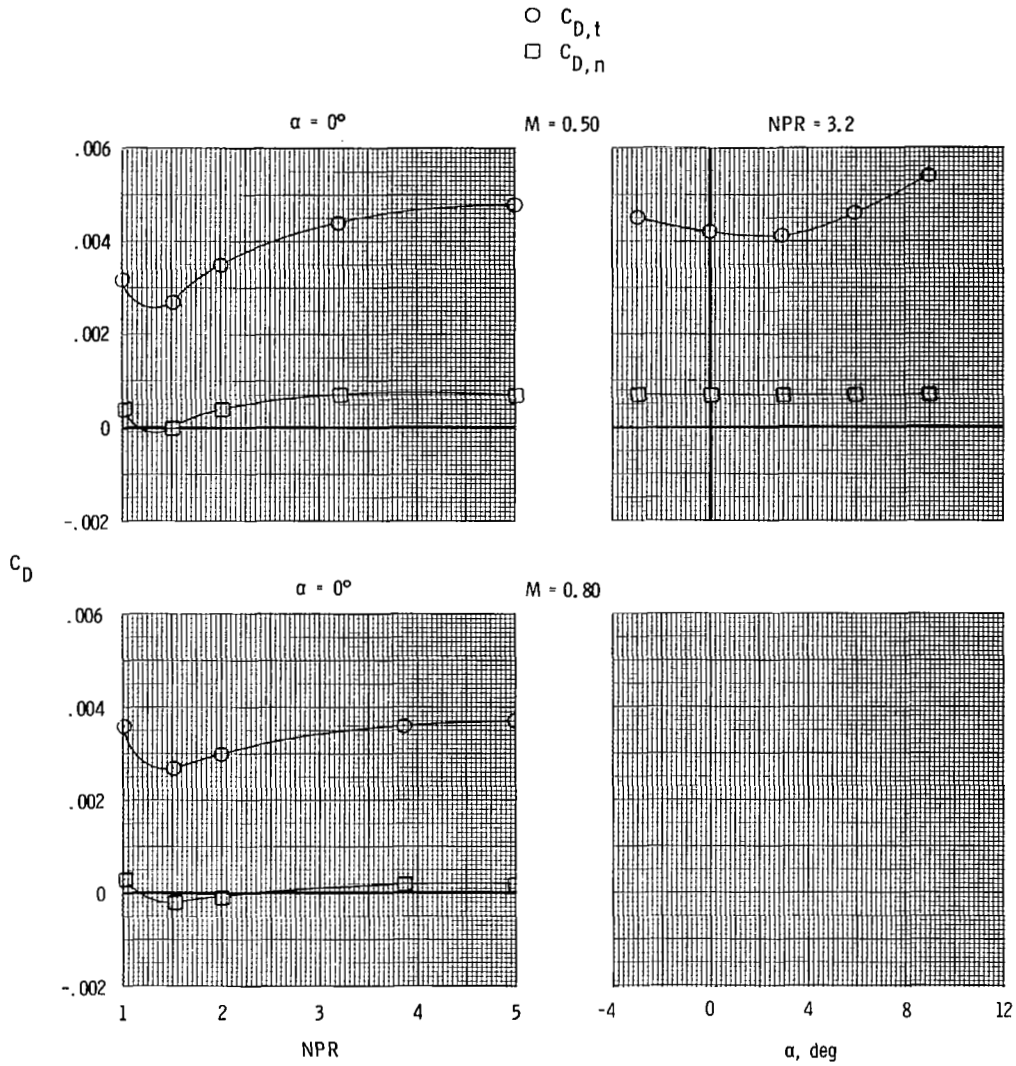 C_D,t
C_D,n
α = 0° M = 0.50 NPR = 3.2
.006
.004
.002
0
-.002
C_D
α = 0° M = 0.80
.006
.004
.002
0
-.002
1 2 3 4 5 -4 0 4 8 12
NPR α, deg